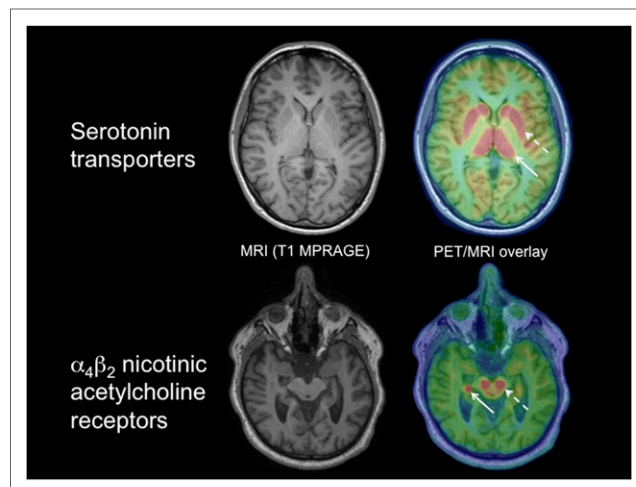 Serotonin
transporters
MRI (T1 MPRAGE)
PET/MRI overlay
α₄β₂ nicotinic
acetylcholine
receptors